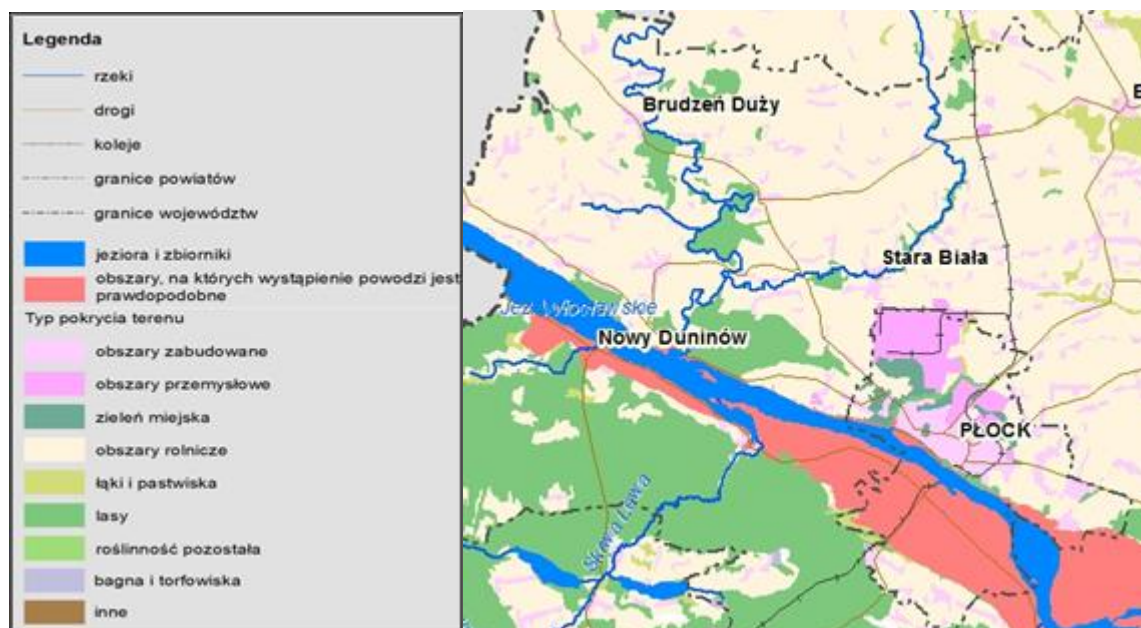 Legenda
rzeki
drogi
koleje
granice powiatów
granice województw
jeziora i zbiorniki
obszary, na których wystąpienie powodzi jest
prawdopodobne
Typ pokrycia terenu
obszary zabudowane
obszary przemysłowe
zieleń miejska
obszary rolnicze
łąki i pastwiska
lasy
roślinność pozostała
bagna i torfowiska
inne
B
Brudzeń Duży
Stara Biała
Jez. Włocławskie
Nowy Duninów
PŁOCK
Skrwa Lewa